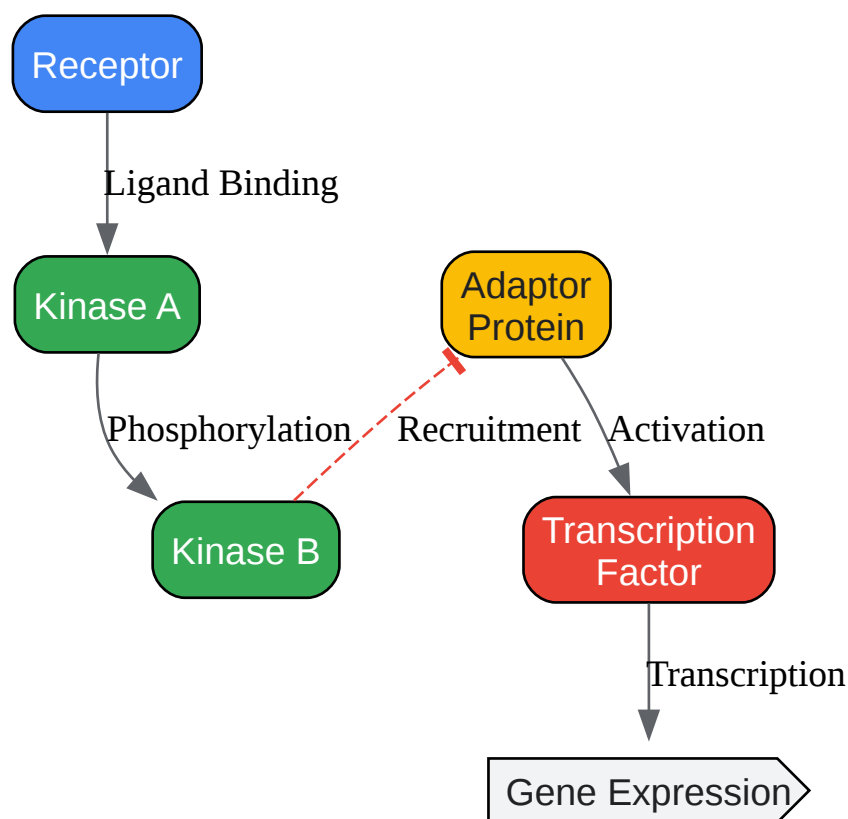 Receptor
Ligand Binding
Kinase A
Adaptor
Protein
Phosphorylation
Recruitment
Activation
Kinase B
Transcription
Factor
Transcription
Gene Expression